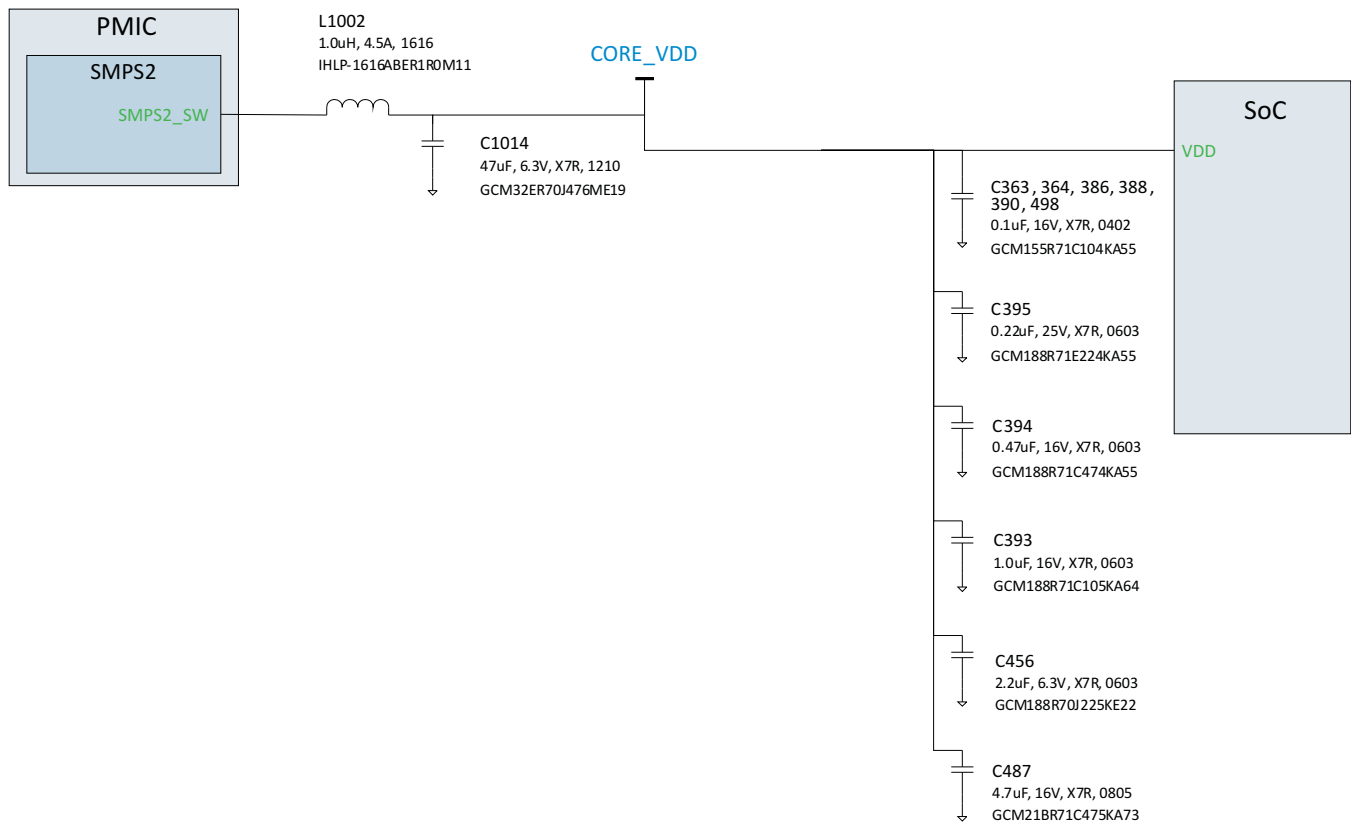 PMIC
SMPS2
SMPS2_SW
L1002
1.0uH, 4.5A, 1616
IHLP-1616ABER1R0M11
C1014
47uF, 6.3V, X7R, 1210
GCM32ER70J476ME19
CORE_VDD
SoC
VDD
C363, 364, 386, 388,
390, 498
0.1uF, 16V, X7R, 0402
GCM155R71C104KA55
C395
0.22uF, 25V, X7R, 0603
GCM188R71E224KA55
C394
0.47uF, 16V, X7R, 0603
GCM188R71C474KA55
C393
1.0uF, 16V, X7R, 0603
GCM188R71C105KA64
C456
2.2uF, 6.3V, X7R, 0603
GCM188R70J225KE22
C487
4.7uF, 16V, X7R, 0805
GCM21BR71C475KA73